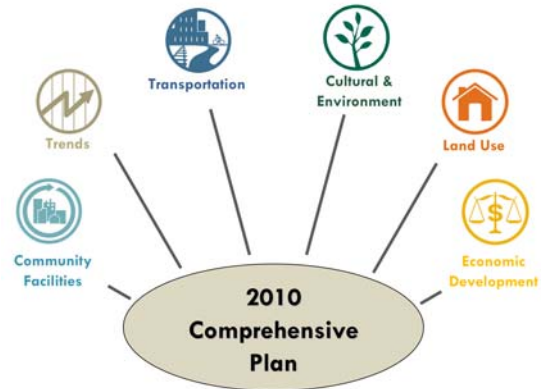 Transportation
Cultural &
Environment
Trends
Land Use
Community
Facilities
Economic
Development
$
2010
Comprehensive
Plan